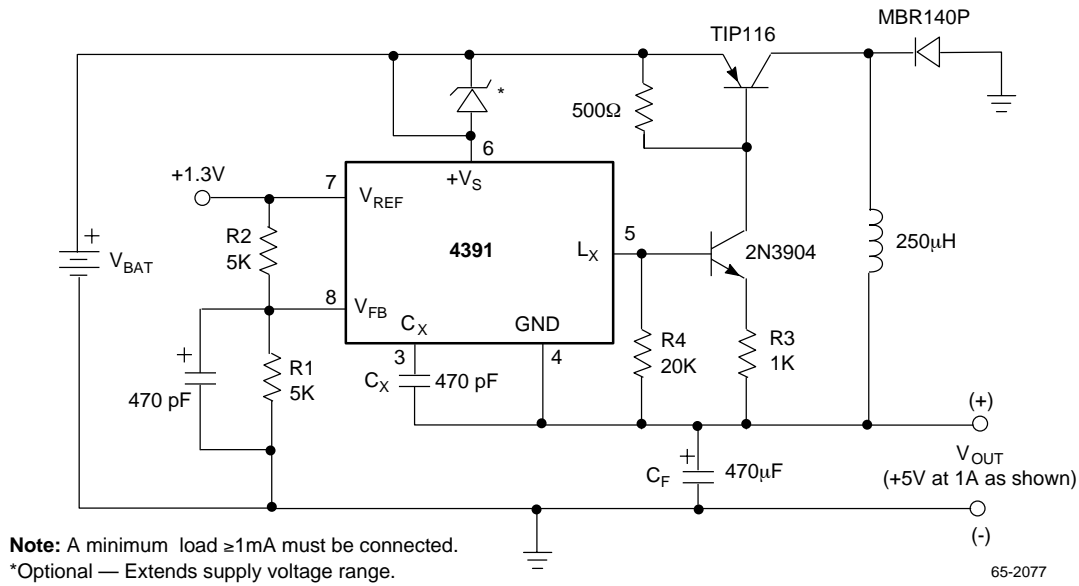 MBR140P
TIP116
500Ω
*
6
+V_S
+1.3V
7
V_REF
R2
5K
4391
L_X
5
2N3904
250µH
+
V_BAT
8
V_FB
C_X
GND
+
470 pF
R1
5K
3
C_X
470 pF
4
R4
20K
R3
1K
(+)
+
C_F
470µF
V_OUT
(+5V at 1A as shown)
(-)
Note: A minimum load ≥1mA must be connected.
*Optional — Extends supply voltage range.
65-2077